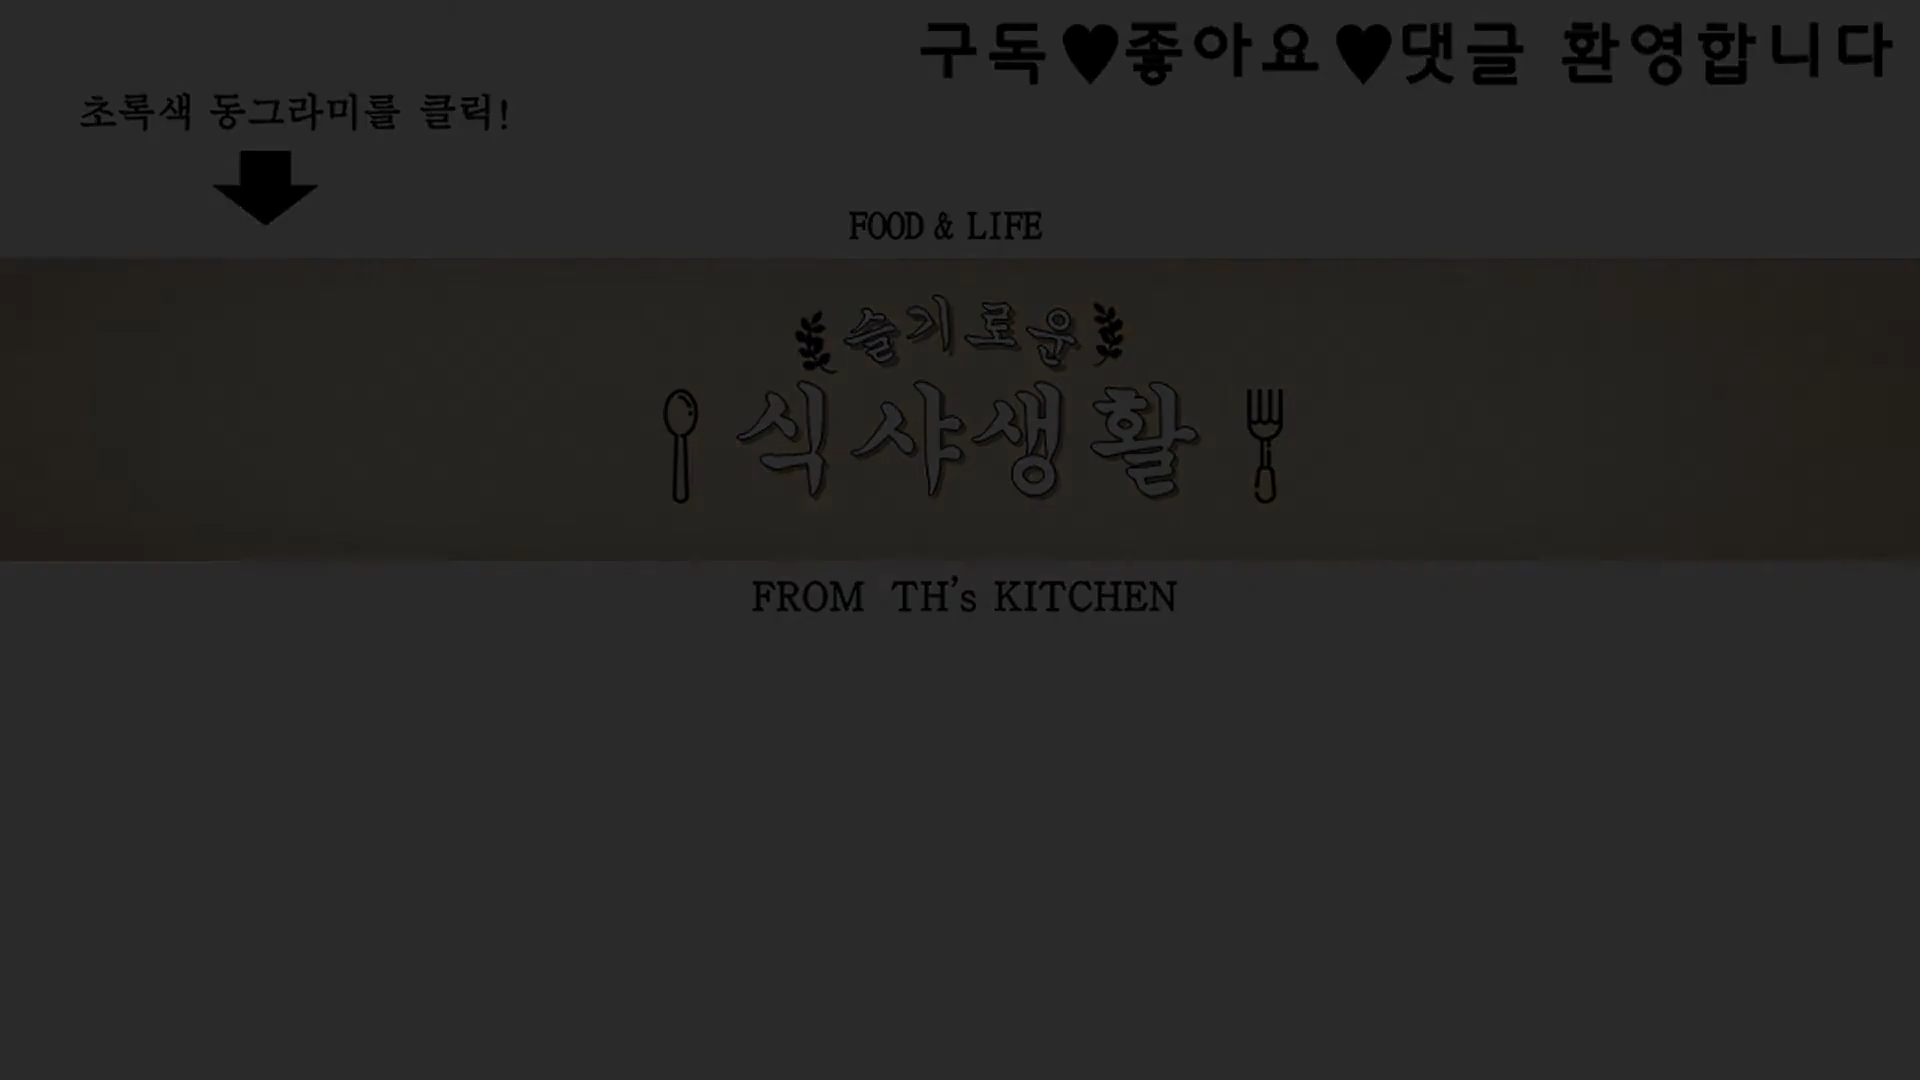 구독♥좋아요♥댓글 환영합니다
초록색 동그라미를 클릭!
FOOD & LIFE
슬기로운
식샤생활
FROM TH's KITCHEN